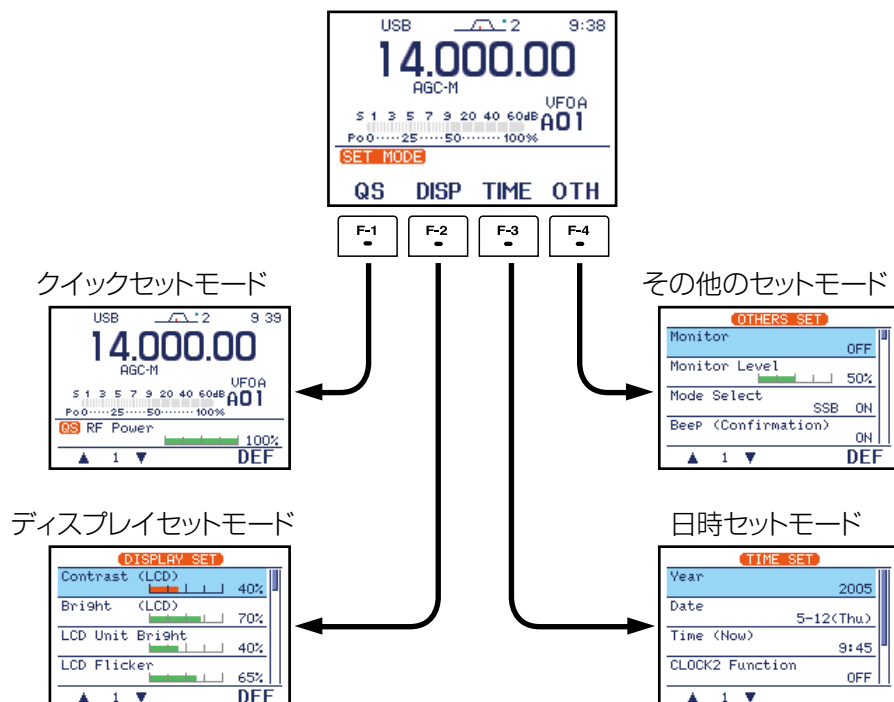 USB 2 9:38
14.000.00
AGC-M
VFOA
S 1 3 5 7 9 20 40 60dB A01
Po0·····25·····50········100%
SET MODE
QS DISP TIME OTH
F-1 F-2 F-3 F-4
クイックセットモード
USB 2 9 39
14.000.00
AGC-M
VFOA
S 1 3 5 7 9 20 40 60dB A01
Po0·····25·····50········100%
QS RF Power
100%
▲ 1 ▼ DEF
その他のセットモード
OTHERS SET
Monitor
OFF
Monitor Level
50%
Mode Select
SSB ON
Beep (Confirmation)
ON
▲ 1 ▼ DEF
ディスプレイセットモード
DISPLAY SET
Contrast (LCD)
40%
Bright (LCD)
70%
LCD Unit Bright
40%
LCD Flicker
65%
▲ 1 ▼ DEF
日時セットモード
TIME SET
Year
2005
Date
5-12(Thu)
Time (Now)
9:45
CLOCK2 Function
OFF
▲ 1 ▼